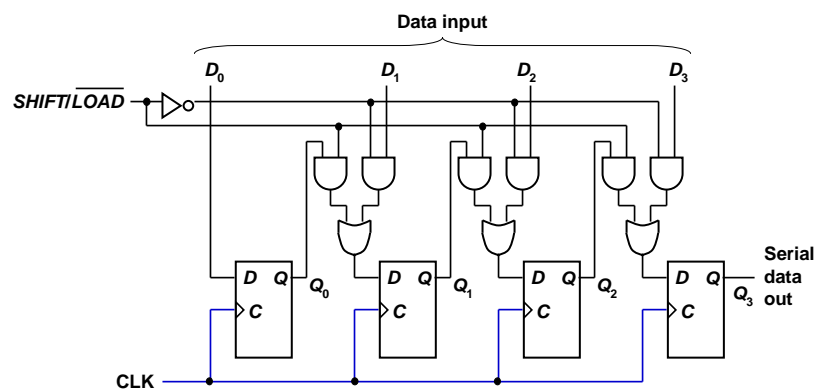 Data input
D0 D1 D2 D3
SHIFT/LOAD
D Q D Q D Q D Q
Q0 Q1 Q2 Q3
C C C C
Serial
data
out
CLK